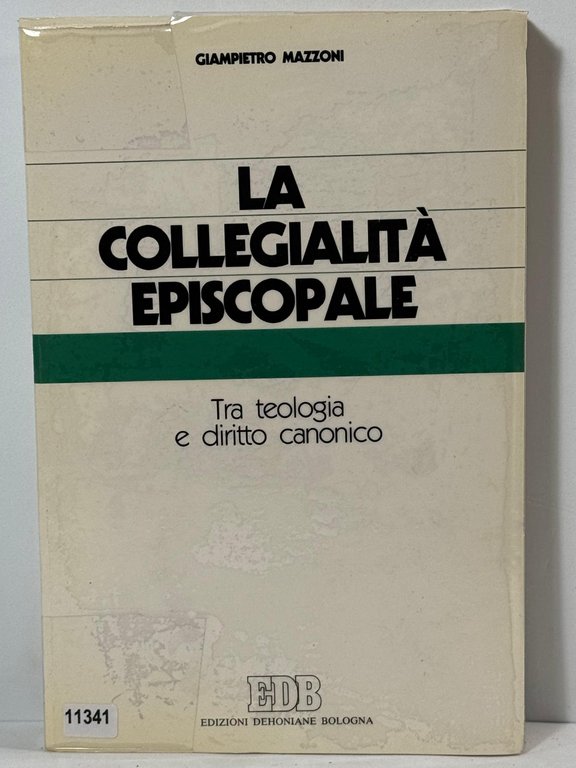 GIAMPIETRO MAZZONI
LA
COLLEGIALITÀ
EPISCOPALE
Tra teologia
e diritto canonico
EDB
EDIZIONI DEHONIANE BOLOGNA
11341